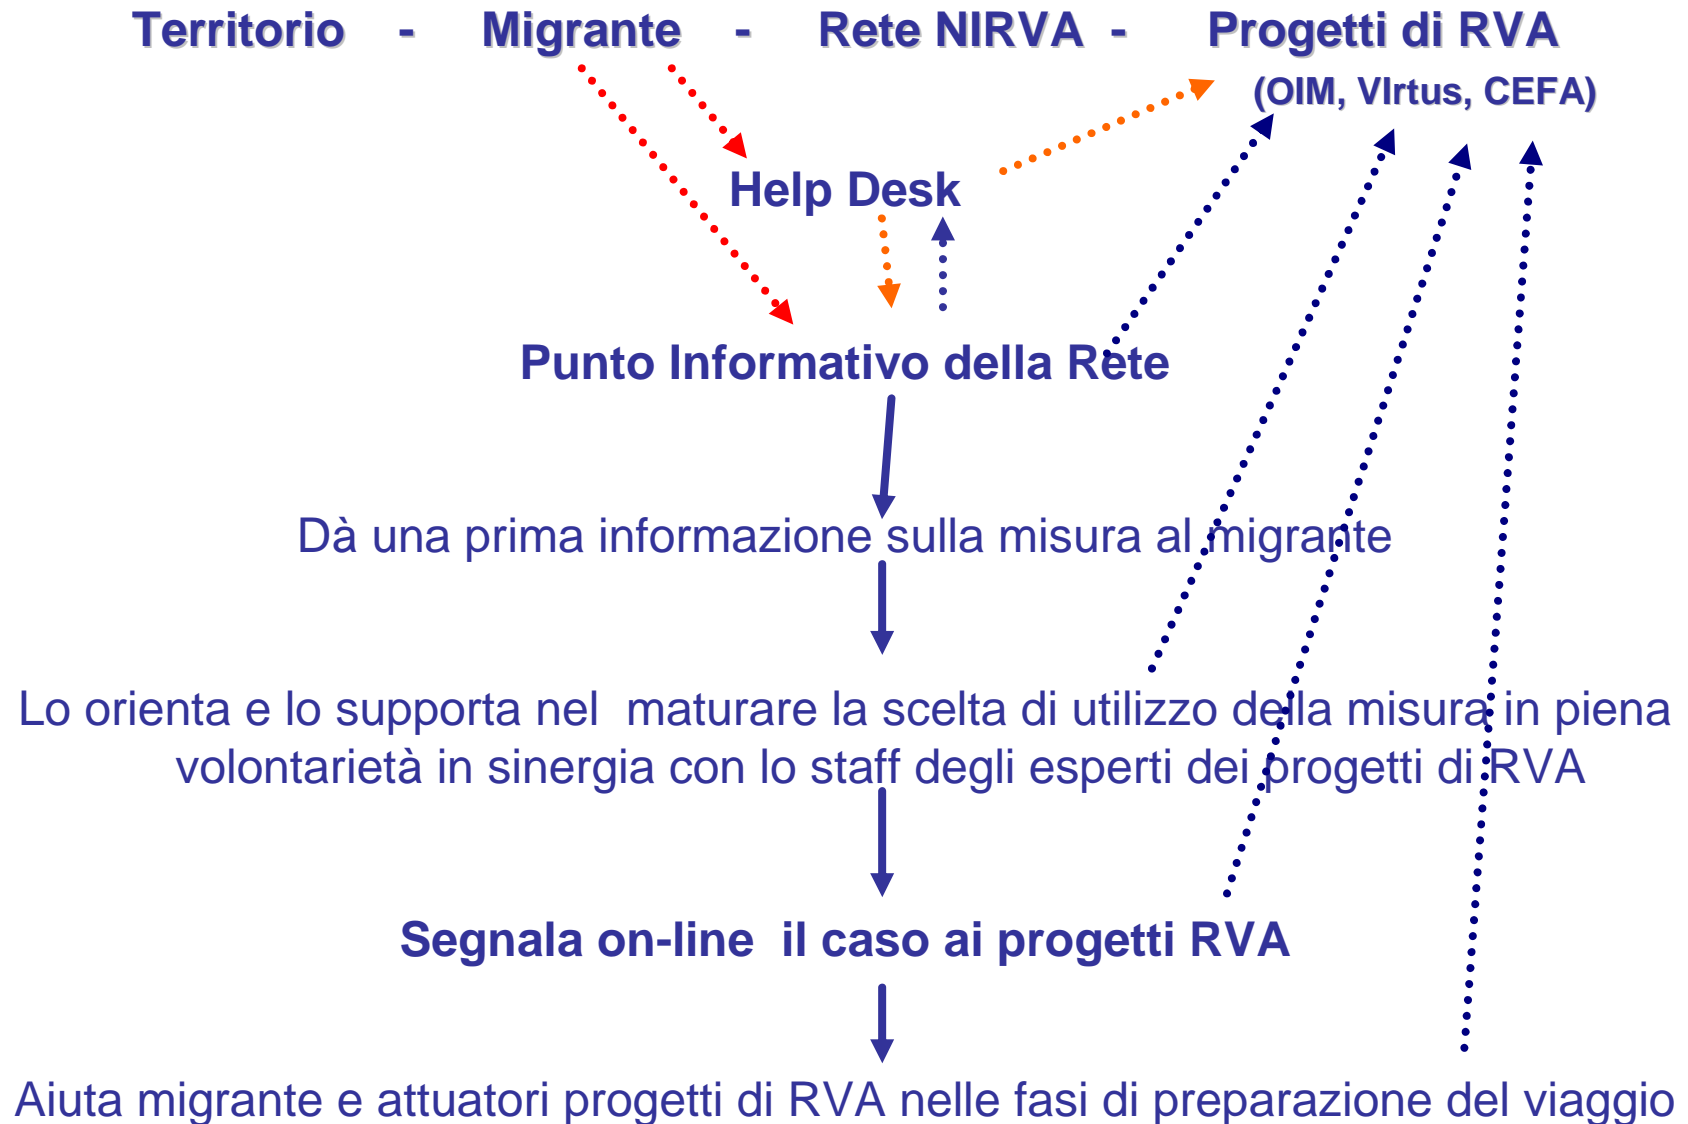 Territorio - Migrante - Rete NIRVA - Progetti di RVA
(OIM, VIrtus, CEFA)
Help Desk
Punto Informativo della Rete
Dà una prima informazione sulla misura al migrante
Lo orienta e lo supporta nel maturare la scelta di utilizzo della misura in piena
volontarietà in sinergia con lo staff degli esperti dei progetti di RVA
Segnala on-line il caso ai progetti RVA
Aiuta migrante e attuatori progetti di RVA nelle fasi di preparazione del viaggio